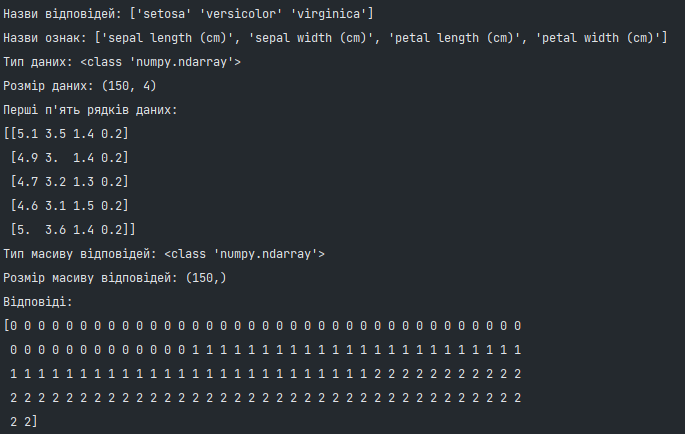 Назви відповідей: ['setosa' 'versicolor' 'virginica']
Назви ознак: ['sepal length (cm)', 'sepal width (cm)', 'petal length (cm)', 'petal width (cm)']
Тип даних: <class 'numpy.ndarray'>
Розмір даних: (150, 4)
Перші п'ять рядків даних:
[[5.1 3.5 1.4 0.2]
 [4.9 3.  1.4 0.2]
 [4.7 3.2 1.3 0.2]
 [4.6 3.1 1.5 0.2]
 [5.  3.6 1.4 0.2]]
Тип масиву відповідей: <class 'numpy.ndarray'>
Розмір масиву відповідей: (150,)
Відповіді:
[0 0 0 0 0 0 0 0 0 0 0 0 0 0 0 0 0 0 0 0 0 0 0 0 0 0 0 0 0 0 0 0 0 0 0 0 0
 0 0 0 0 0 0 0 0 0 0 0 0 0 1 1 1 1 1 1 1 1 1 1 1 1 1 1 1 1 1 1 1 1 1 1 1 1
 1 1 1 1 1 1 1 1 1 1 1 1 1 1 1 1 1 1 1 1 1 1 1 1 1 1 2 2 2 2 2 2 2 2 2 2 2
 2 2 2 2 2 2 2 2 2 2 2 2 2 2 2 2 2 2 2 2 2 2 2 2 2 2 2 2 2 2 2 2 2 2 2 2 2
 2 2]